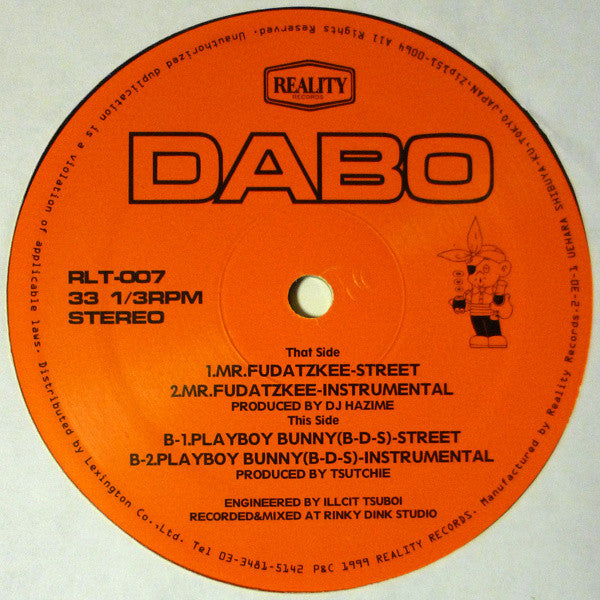 REALITY
RECORDS
DABO
RLT-007
33 1/3RPM
STEREO
That Side
1.MR.FUDATZKEE-STREET
2.MR.FUDATZKEE-INSTRUMENTAL
PRODUCED BY DJ HAZIME
This Side
B-1.PLAYBOY BUNNY(B-D-S)-STREET
B-2.PLAYBOY BUNNY(B-D-S)-INSTRUMENTAL
PRODUCED BY TSUTCHIE
ENGINEERED BY ILLCIT TSUBOI
RECORDED&MIXED AT RINKY DINK STUDIO
Manufactured by Reality Records.2-30-1 UEHARA SHIBUYA-KU,TOKYO,JAPAN,Zip151-0064 All Rights Reserved. Unauthorized duplication is a violation of applicable laws. Distributed by Lexington Co.,Ltd. Tel 03-3481-5142 P&C 1999 REALITY RECORDS.